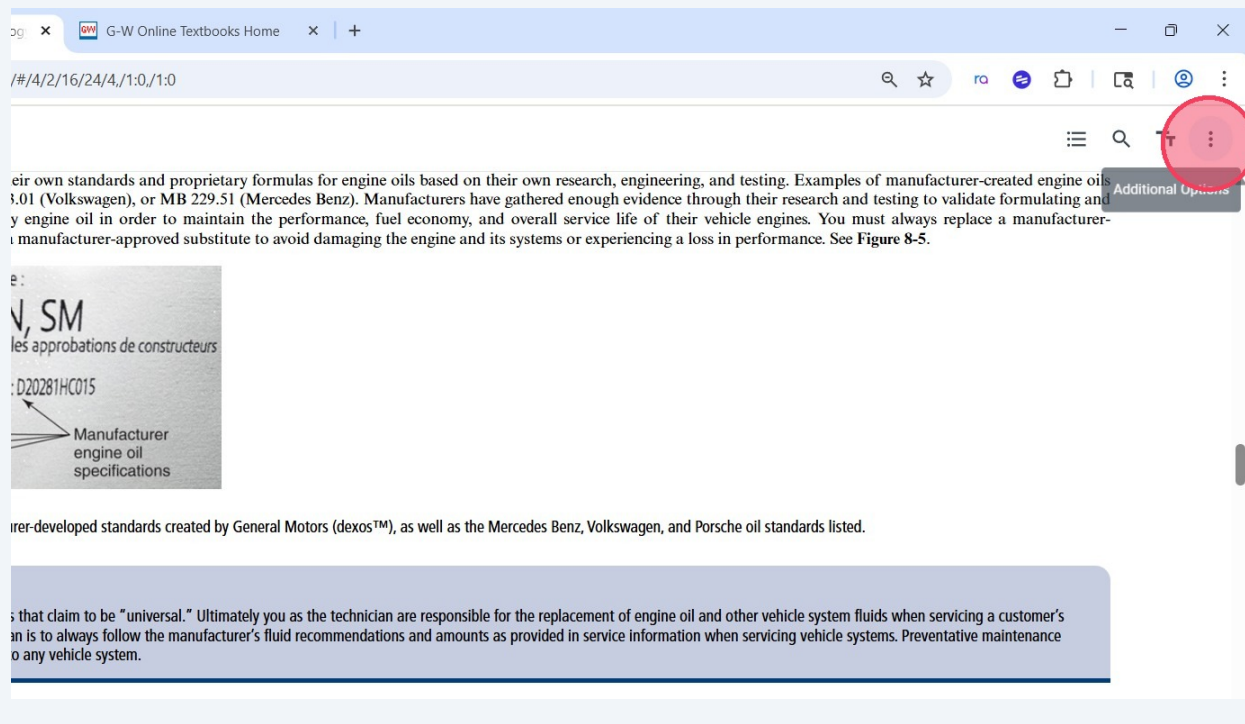 G-W Online Textbooks Home
/#/4/2/16/24/4,/1:0,/1:0
Additional Options
eir own standards and proprietary formulas for engine oils based on their own research, engineering, and testing. Examples of manufacturer-created engine oils
.01 (Volkswagen), or MB 229.51 (Mercedes Benz). Manufacturers have gathered enough evidence through their research and testing to validate formulating and
y engine oil in order to maintain the performance, fuel economy, and overall service life of their vehicle engines. You must always replace a manufacturer-
manufacturer-approved substitute to avoid damaging the engine and its systems or experiencing a loss in performance. See Figure 8-5.
e :
N, SM
les approbations de constructeurs
: D20281HC015
Manufacturer
engine oil
specifications
rer-developed standards created by General Motors (dexos™), as well as the Mercedes Benz, Volkswagen, and Porsche oil standards listed.
s that claim to be "universal." Ultimately you as the technician are responsible for the replacement of engine oil and other vehicle system fluids when servicing a customer's
an is to always follow the manufacturer's fluid recommendations and amounts as provided in service information when servicing vehicle systems. Preventative maintenance
o any vehicle system.